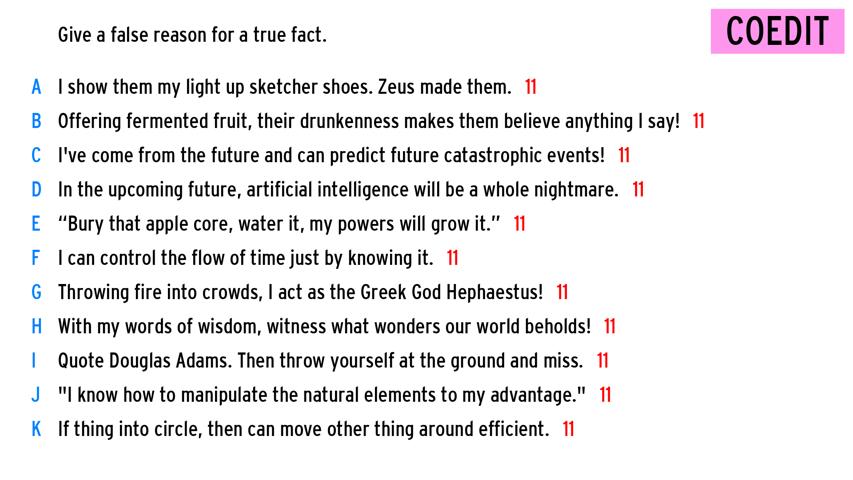 Give a false reason for a true fact.
COEDIT
A I show them my light up sketcher shoes. Zeus made them. 11
B Offering fermented fruit, their drunkenness makes them believe anything I say! 11
C I've come from the future and can predict future catastrophic events! 11
D In the upcoming future, artificial intelligence will be a whole nightmare. 11
E “Bury that apple core, water it, my powers will grow it.” 11
F I can control the flow of time just by knowing it. 11
G Throwing fire into crowds, I act as the Greek God Hephaestus! 11
H With my words of wisdom, witness what wonders our world beholds! 11
I Quote Douglas Adams. Then throw yourself at the ground and miss. 11
J "I know how to manipulate the natural elements to my advantage." 11
K If thing into circle, then can move other thing around efficient. 11